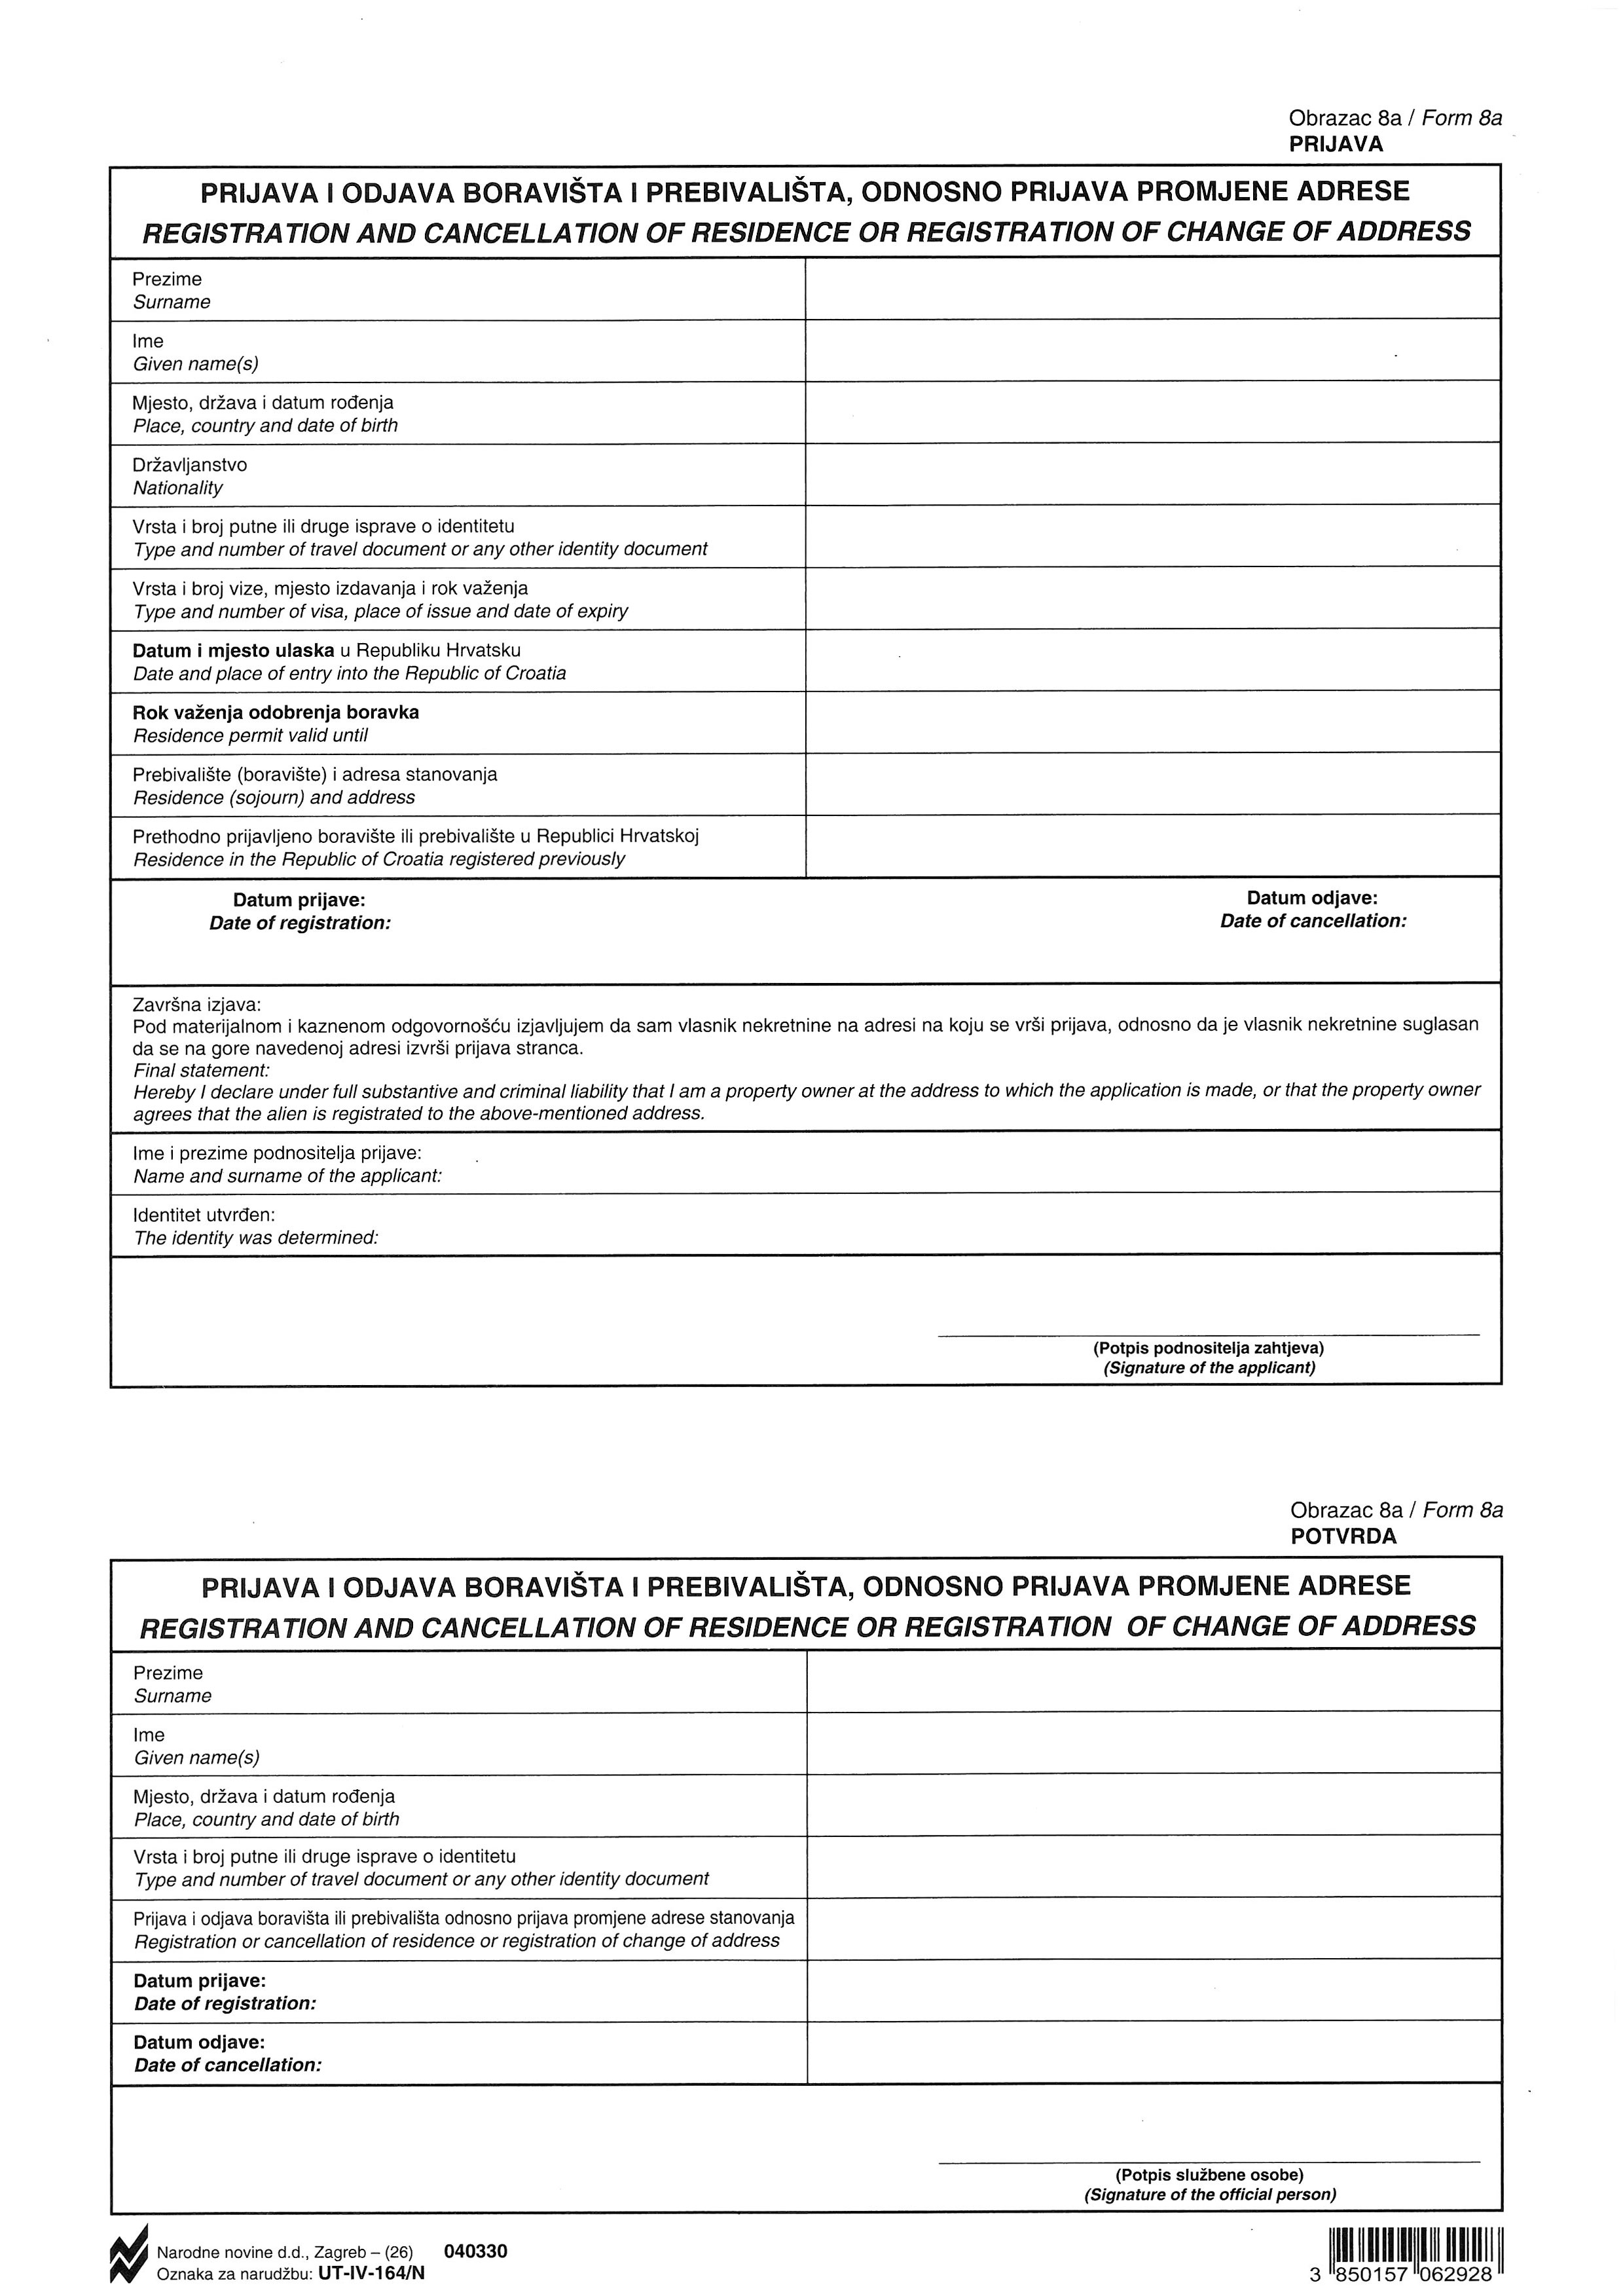 Obrazac 8a / Form 8a
PRIJAVA
PRIJAVA I ODJAVA BORAVIŠTA I PREBIVALIŠTA, ODNOSNO PRIJAVA PROMJENE ADRESE
REGISTRATION AND CANCELLATION OF RESIDENCE OR REGISTRATION OF CHANGE OF ADDRESS
Prezime
Surname
Ime
Given name(s)
Mjesto, država i datum rođenja
Place, country and date of birth
Državljanstvo
Nationality
Vrsta i broj putne ili druge isprave o identitetu
Type and number of travel document or any other identity document
Vrsta i broj vize, mjesto izdavanja i rok važenja
Type and number of visa, place of issue and date of expiry
Datum i mjesto ulaska u Republiku Hrvatsku
Date and place of entry into the Republic of Croatia
Rok važenja odobrenja boravka
Residence permit valid until
Prebivalište (boravište) i adresa stanovanja
Residence (sojourn) and address
Prethodno prijavljeno boravište ili prebivalište u Republici Hrvatskoj
Residence in the Republic of Croatia registered previously
Datum prijave:
Date of registration:
Datum odjave:
Date of cancellation:
Završna izjava:
Pod materijalnom i kaznenom odgovornošću izjavljujem da sam vlasnik nekretnine na adresi na koju se vrši prijava, odnosno da je vlasnik nekretnine suglasan
da se na gore navedenoj adresi izvrši prijava stranca.
Final statement:
Hereby I declare under full substantive and criminal liability that I am a property owner at the address to which the application is made, or that the property owner
agrees that the alien is registrated to the above-mentioned address.
Ime i prezime podnositelja prijave:
Name and surname of the applicant:
Identitet utvrđen:
The identity was determined:
(Potpis podnositelja zahtjeva)
(Signature of the applicant)
Obrazac 8a / Form 8a
POTVRDA
PRIJAVA I ODJAVA BORAVIŠTA I PREBIVALIŠTA, ODNOSNO PRIJAVA PROMJENE ADRESE
REGISTRATION AND CANCELLATION OF RESIDENCE OR REGISTRATION OF CHANGE OF ADDRESS
Prezime
Surname
Ime
Given name(s)
Mjesto, država i datum rođenja
Place, country and date of birth
Vrsta i broj putne ili druge isprave o identitetu
Type and number of travel document or any other identity document
Prijava i odjava boravišta ili prebivališta odnosno prijava promjene adrese stanovanja
Registration or cancellation of residence or registration of change of address
Datum prijave:
Date of registration:
Datum odjave:
Date of cancellation:
(Potpis službene osobe)
(Signature of the official person)
Narodne novine d.d., Zagreb – (26) 040330
Oznaka za narudžbu: UT-IV-164/N
3 850157 062928